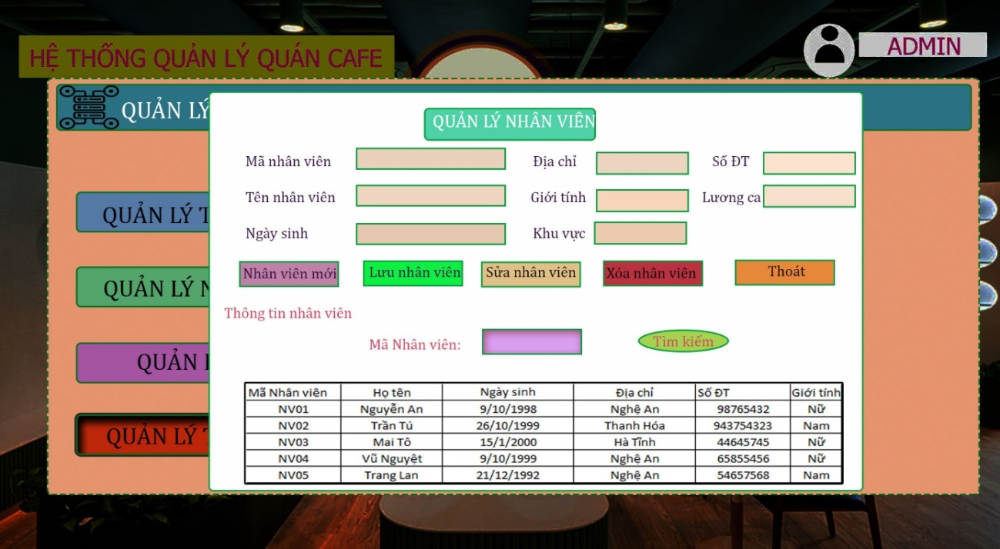 HỆ THỐNG QUẢN LÝ QUÁN CAFE
ADMIN
QUẢN LÝ
QUẢN LÝ NHÂN VIÊN
Mã nhân viên Địa chỉ Số ĐT
Tên nhân viên Giới tính Lương ca
Ngày sinh Khu vực
QUẢN LÝ
QUẢN LÝ
QUẢN
QUẢN LÝ
Nhân viên mới Lưu nhân viên Sửa nhân viên Xóa nhân viên Thoát
Thông tin nhân viên
Mã Nhân viên: Tìm kiếm
Mã Nhân viên Họ tên Ngày sinh Địa chỉ Số ĐT Giới tính
NV01 Nguyễn An 9/10/1998 Nghệ An 98765432 Nữ
NV02 Trần Tú 26/10/1999 Thanh Hóa 943754323 Nam
NV03 Mai Tô 15/1/2000 Hà Tĩnh 44645745 Nữ
NV04 Vũ Nguyệt 9/10/1999 Nghệ An 65855456 Nữ
NV05 Trang Lan 21/12/1992 Nghệ An 54657568 Nam